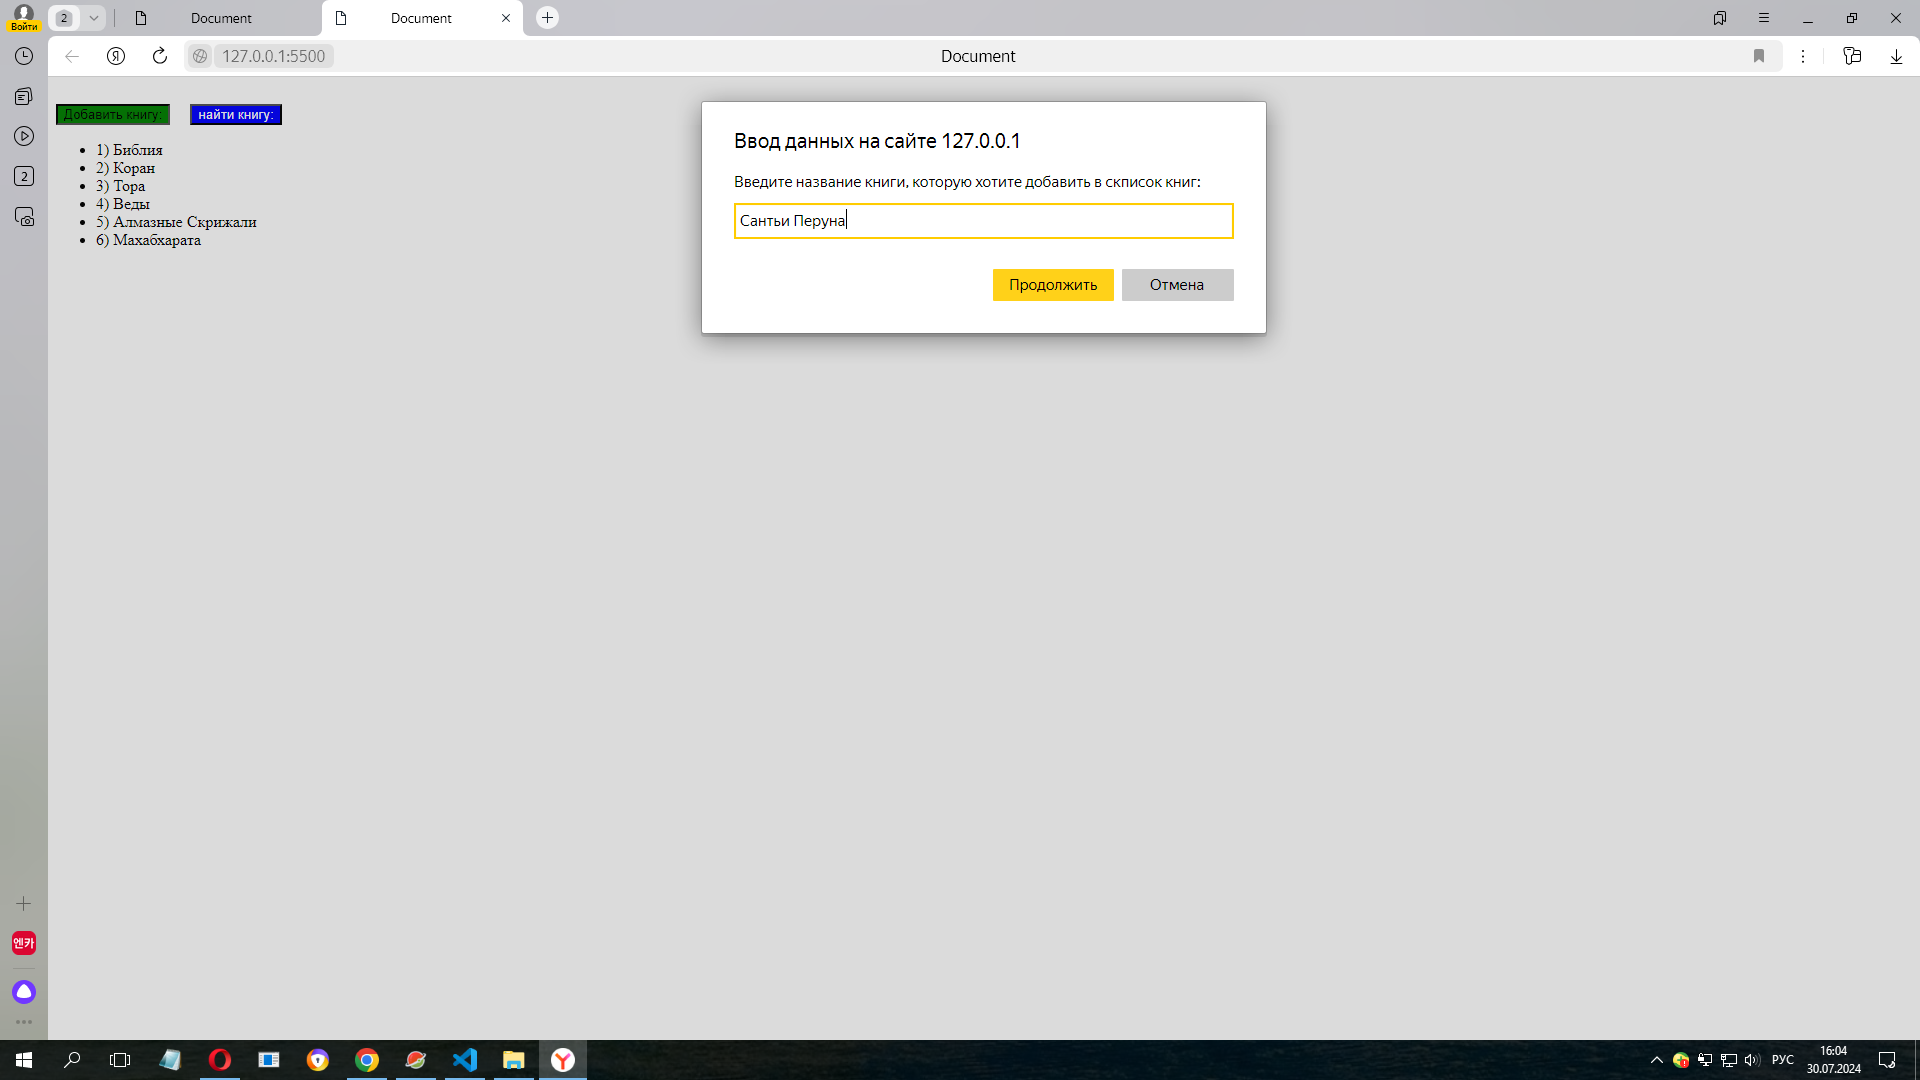 Войти
2
Document
Document
Я
127.0.0.1:5500
Document
2
Добавить книгу:
найти книгу:
1) Библия
2) Коран
3) Тора
4) Веды
5) Алмазные Скрижали
6) Махабхарата
Ввод данных на сайте 127.0.0.1
Введите название книги, которую хотите добавить в скписок книг:
Сантьи Перуна
Продолжить
Отмена
엔카
РУС
16:04
30.07.2024